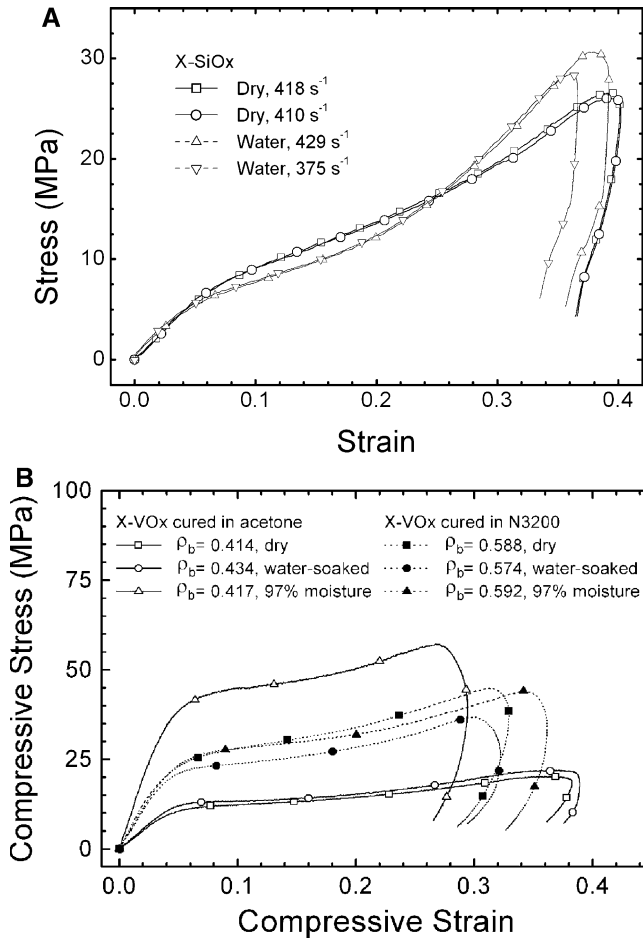 A
X-SiOx
Dry, 418 s⁻¹
Dry, 410 s⁻¹
Water, 429 s⁻¹
Water, 375 s⁻¹
30
20
10
0
Stress (MPa)
0.0 0.1 0.2 0.3 0.4
Strain
B
X-VOx cured in acetone
ρb= 0.414, dry
ρb= 0.434, water-soaked
ρb= 0.417, 97% moisture
X-VOx cured in N3200
ρb= 0.588, dry
ρb= 0.574, water-soaked
ρb= 0.592, 97% moisture
100
75
50
25
0
Compressive Stress (MPa)
0.0 0.1 0.2 0.3 0.4
Compressive Strain